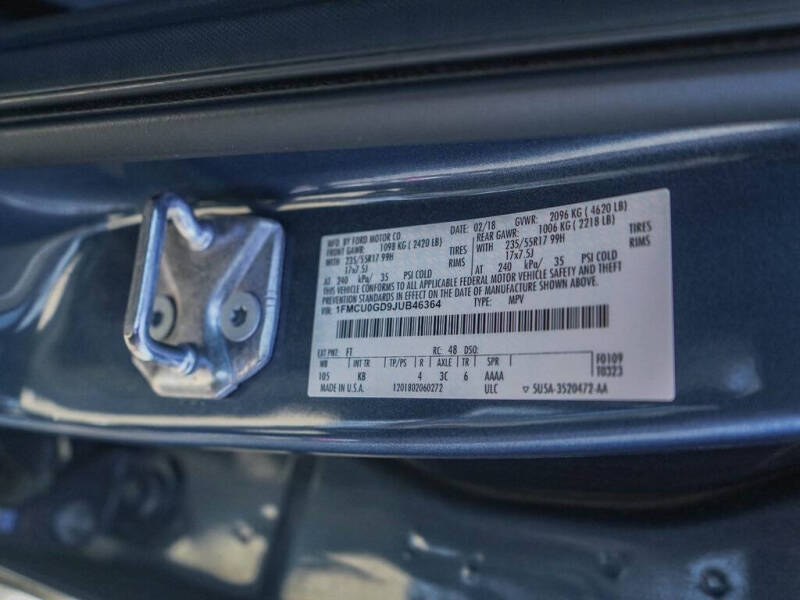 MFD. BY FORD MOTOR CO. DATE: 02/18 GVWR: 2096 KG ( 4620 LB)
FRONT GAWR: 1098 KG ( 2420 LB) REAR GAWR: 1006 KG ( 2218 LB)
WITH 235/55R17 99H TIRES WITH 235/55R17 99H TIRES
17x7.5J RIMS 17x7.5J RIMS
AT 240 kPa/ 35 PSI COLD AT 240 kPa/ 35 PSI COLD
THIS VEHICLE CONFORMS TO ALL APPLICABLE FEDERAL MOTOR VEHICLE SAFETY AND THEFT
PREVENTION STANDARDS IN EFFECT ON THE DATE OF MANUFACTURE SHOWN ABOVE.
VIN: 1FMCU0GD9JUB46364 TYPE: MPV
EXT PNT: FT RC: 48 DSO: F0109
WB INT TR TP/PS R AXLE TR SPR T0323
105 KB 4 3C 6 AAAA
MADE IN U.S.A. 1201802060272 ULC ▽ 5U5A-3520472-AA